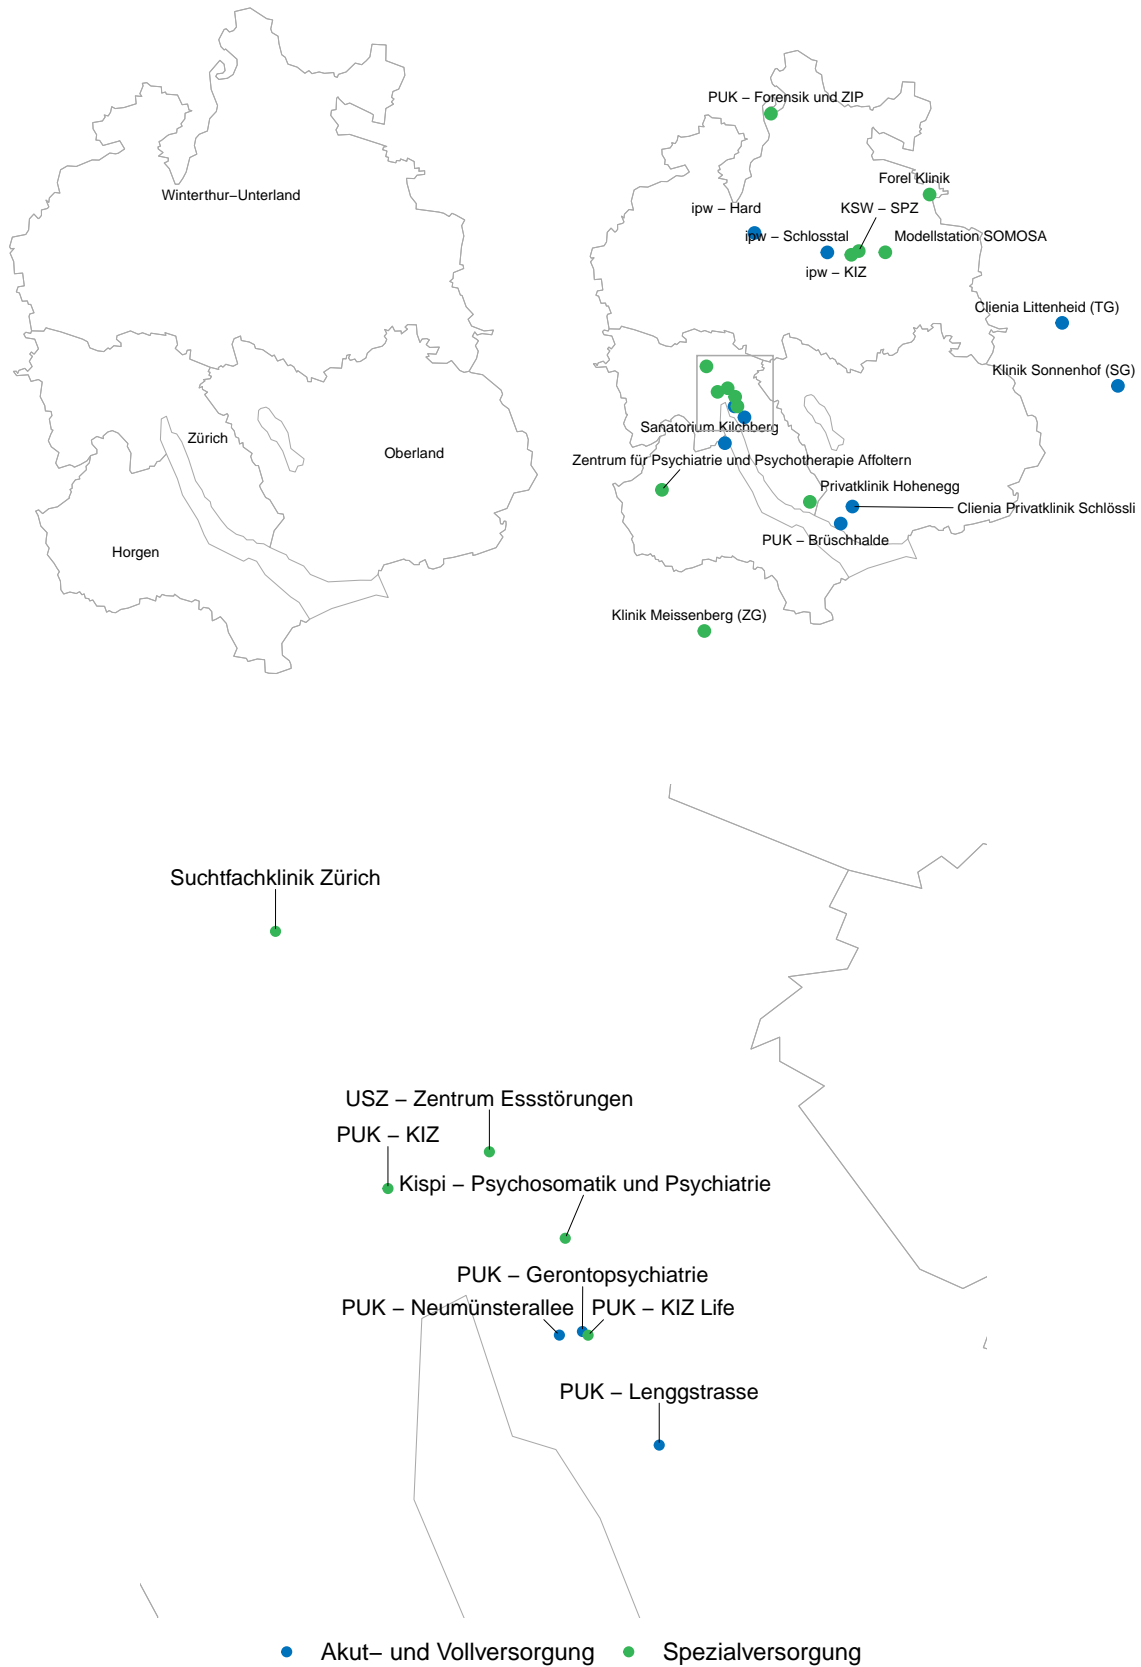 Winterthur–Unterland
Zürich
Oberland
Horgen
PUK – Forensik und ZIP
Forel Klinik
ipw – Hard
KSW – SPZ
ipw – Schlosstal
Modellstation SOMOSA
ipw – KIZ
Clienia Littenheid (TG)
Klinik Sonnenhof (SG)
Sanatorium Kilchberg
Zentrum für Psychiatrie und Psychotherapie Affoltern
Privatklinik Hohenegg
Clienia Privatklinik Schlössli
PUK – Brüschhalde
Klinik Meissenberg (ZG)
Suchtfachklinik Zürich
USZ – Zentrum Essstörungen
PUK – KIZ
Kispi – Psychosomatik und Psychiatrie
PUK – Gerontopsychiatrie
PUK – Neumünsterallee
PUK – KIZ Life
PUK – Lenggstrasse
Akut– und Vollversorgung
Spezialversorgung